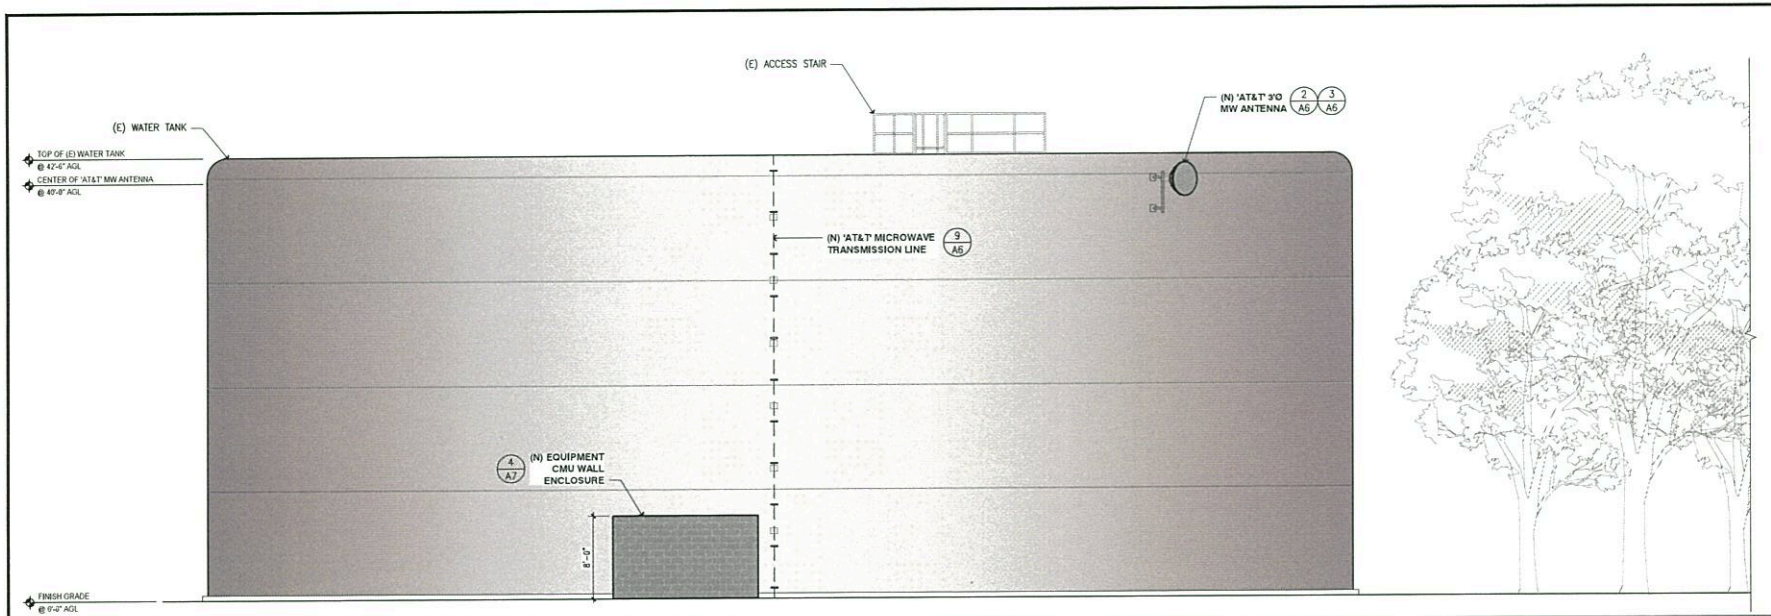 (E) ACCESS STAIR
(N) 'AT&T' 3'Ø
MW ANTENNA
2
A6
3
A6
(E) WATER TANK
TOP OF (E) WATER TANK
@ 42'-6" AGL
CENTER OF 'AT&T' MW ANTENNA
@ 40'-0" AGL
(N) 'AT&T' MICROWAVE
TRANSMISSION LINE
9
A6
4
A7
(N) EQUIPMENT
CMU WALL
ENCLOSURE
8'-0"
FINISH GRADE
@ 0'-0" AGL